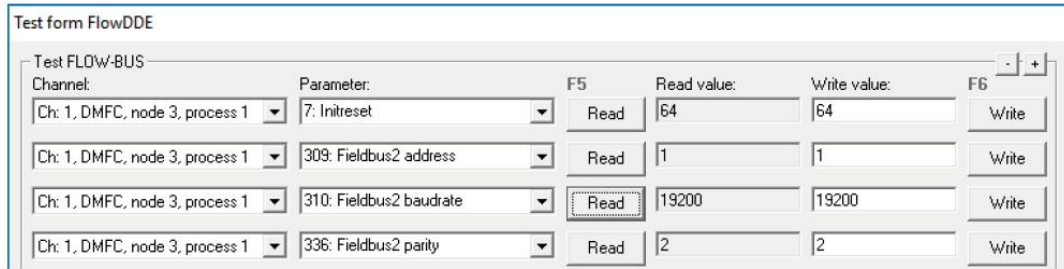 Test form FlowDDE
Test FLOW-BUS - +
Channel: Parameter: F5 Read value: Write value: F6
Ch: 1, DMFC, node 3, process 1 7: Initreset Read 64 64 Write
Ch: 1, DMFC, node 3, process 1 309: Fieldbus2 address Read 1 1 Write
Ch: 1, DMFC, node 3, process 1 310: Fieldbus2 baudrate Read 19200 19200 Write
Ch: 1, DMFC, node 3, process 1 336: Fieldbus2 parity Read 2 2 Write